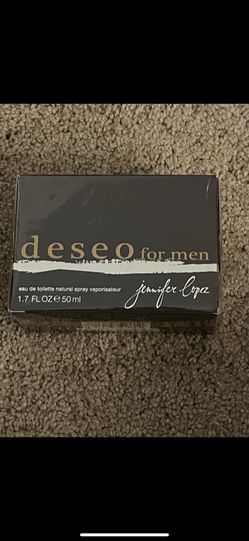 deseo for men
eau de toilette natural spray vaporisateur
1.7 FL OZ ℮ 50 ml
jennifer lopez